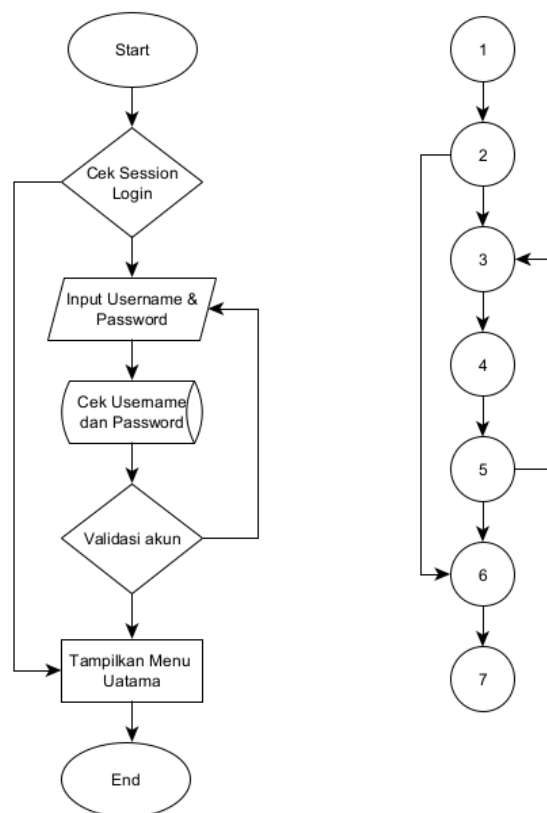 Start
Cek Session
Login
Input Username &
Password
Cek Username
dan Password
Validasi akun
Tampilkan Menu
Uatama
End
1
2
3
4
5
6
7